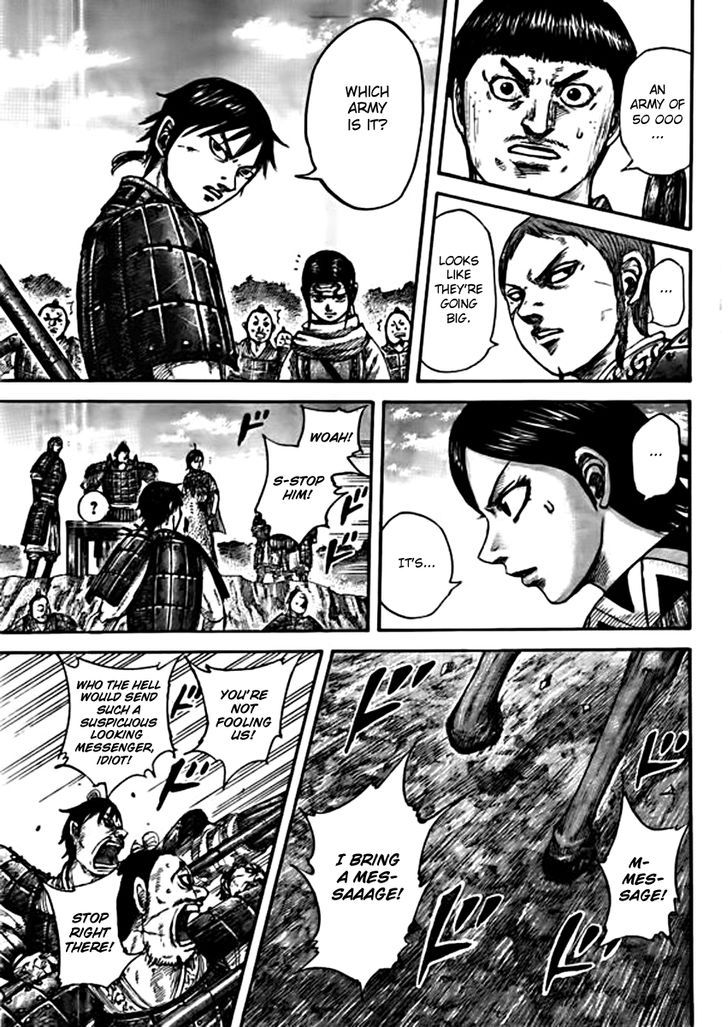 AN
ARMY OF
50 000
...
...
LOOKS
LIKE
THEY'RE
GOING
BIG.
WHICH
ARMY
IS IT?
...
IT'S...
WOAH!
S-STOP
HIM!
?
ドド
ドド
M-
MES-
SAGE!
I BRING
A MES-
SAAAGE!
ドド
ドド
ドド
YOU'RE
NOT
FOOLING
US!
WHO THE HELL
WOULD SEND
SUCH A
SUSPICIOUS
LOOKING
MESSENGER,
IDIOT!
ドド
STOP
RIGHT
THERE!